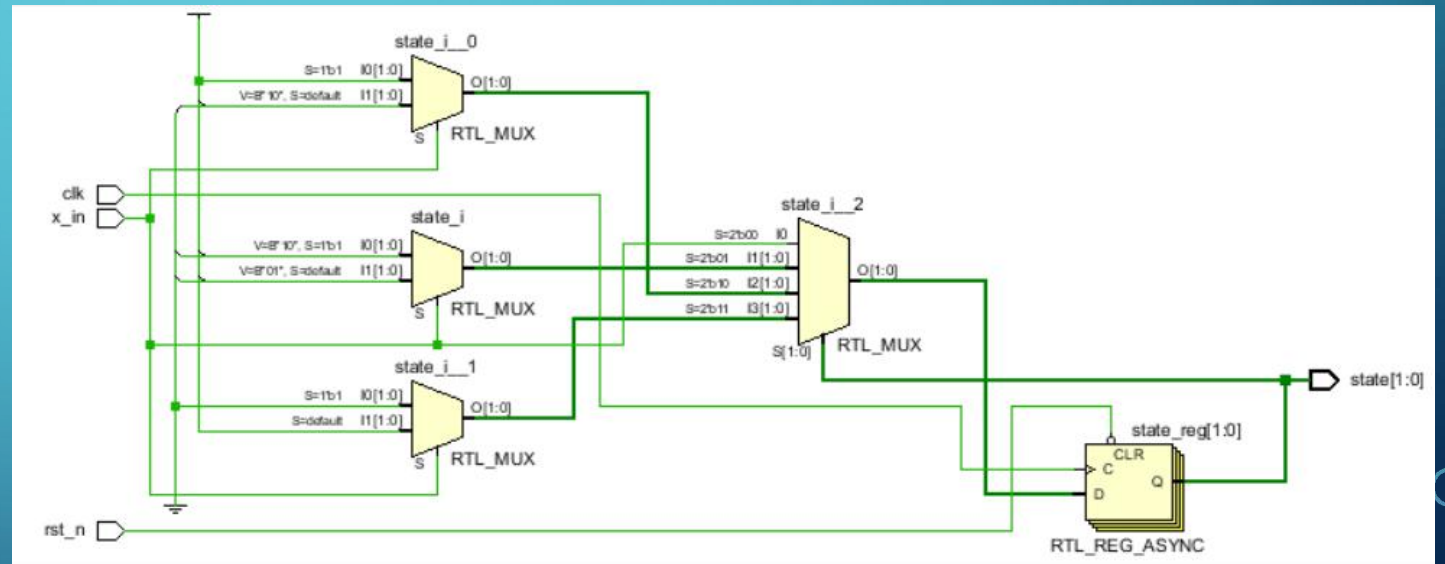 state_i__0
S=1'b1 I0[1:0]
V=B"10", S=default I1[1:0]
O[1:0]
S
RTL_MUX
clk
x_in
state_i
V=B"10", S=1'b1 I0[1:0]
V=B"01", S=default I1[1:0]
O[1:0]
S
RTL_MUX
state_i__1
S=1'b1 I0[1:0]
S=default I1[1:0]
O[1:0]
S
RTL_MUX
state_i__2
S=2'b00 I0
S=2'b01 I1[1:0]
S=2'b10 I2[1:0]
S=2'b11 I3[1:0]
O[1:0]
S[1:0]
RTL_MUX
state[1:0]
state_reg[1:0]
CLR
C
D
Q
RTL_REG_ASYNC
rst_n